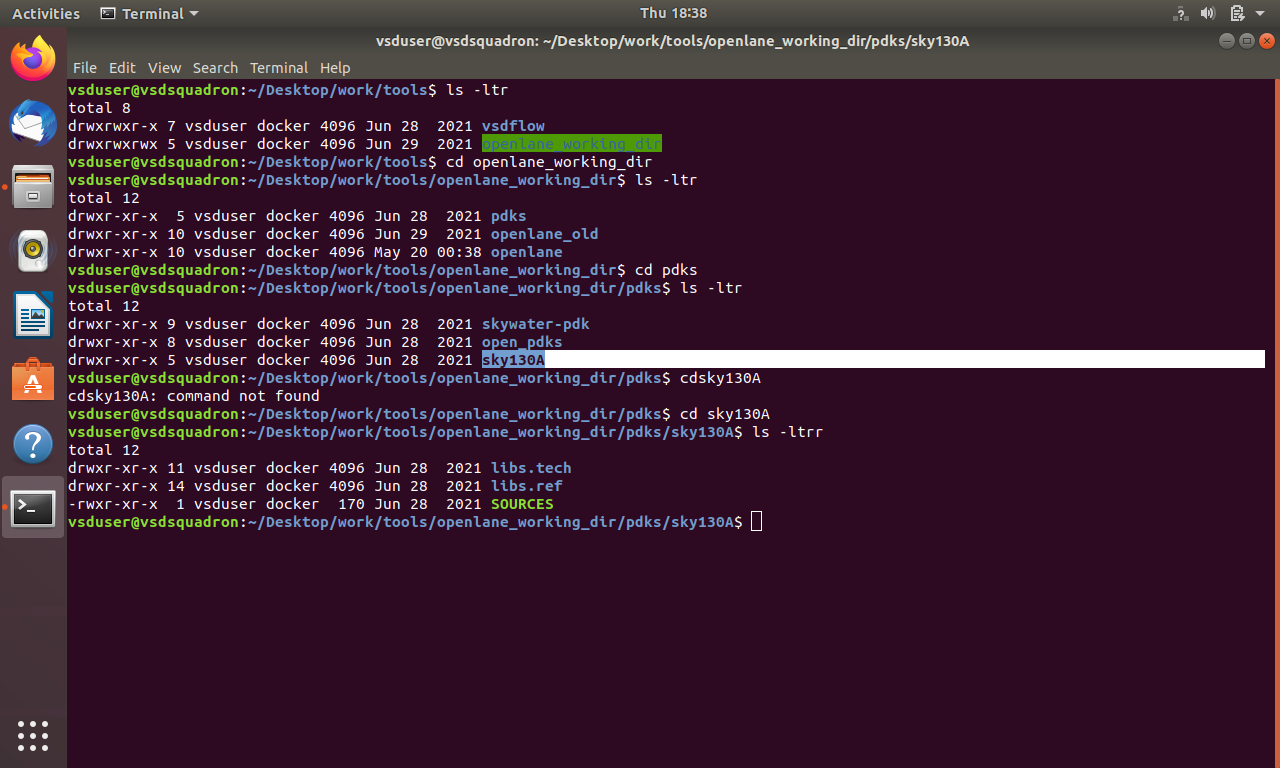 Activities Terminal Thu 18:38
vsduser@vsdsquadron: ~/Desktop/work/tools/openlane_working_dir/pdks/sky130A
File Edit View Search Terminal Help
vsduser@vsdsquadron:~/Desktop/work/tools$ ls -ltr
total 8
drwxrwxr-x 7 vsduser docker 4096 Jun 28  2021 vsdflow
drwxrwxrwx 5 vsduser docker 4096 Jun 29  2021 openlane_working_dir
vsduser@vsdsquadron:~/Desktop/work/tools$ cd openlane_working_dir
vsduser@vsdsquadron:~/Desktop/work/tools/openlane_working_dir$ ls -ltr
total 12
drwxr-xr-x  5 vsduser docker 4096 Jun 28  2021 pdks
drwxr-xr-x 10 vsduser docker 4096 Jun 29  2021 openlane_old
drwxr-xr-x 10 vsduser docker 4096 May 20 00:38 openlane
vsduser@vsdsquadron:~/Desktop/work/tools/openlane_working_dir$ cd pdks
vsduser@vsdsquadron:~/Desktop/work/tools/openlane_working_dir/pdks$ ls -ltr
total 12
drwxr-xr-x 9 vsduser docker 4096 Jun 28  2021 skywater-pdk
drwxr-xr-x 8 vsduser docker 4096 Jun 28  2021 open_pdks
drwxr-xr-x 5 vsduser docker 4096 Jun 28  2021 sky130A
vsduser@vsdsquadron:~/Desktop/work/tools/openlane_working_dir/pdks$ cdsky130A
cdsky130A: command not found
vsduser@vsdsquadron:~/Desktop/work/tools/openlane_working_dir/pdks$ cd sky130A
vsduser@vsdsquadron:~/Desktop/work/tools/openlane_working_dir/pdks/sky130A$ ls -ltrr
total 12
drwxr-xr-x 11 vsduser docker 4096 Jun 28  2021 libs.tech
drwxr-xr-x 14 vsduser docker 4096 Jun 28  2021 libs.ref
-rwxr-xr-x  1 vsduser docker  170 Jun 28  2021 SOURCES
vsduser@vsdsquadron:~/Desktop/work/tools/openlane_working_dir/pdks/sky130A$